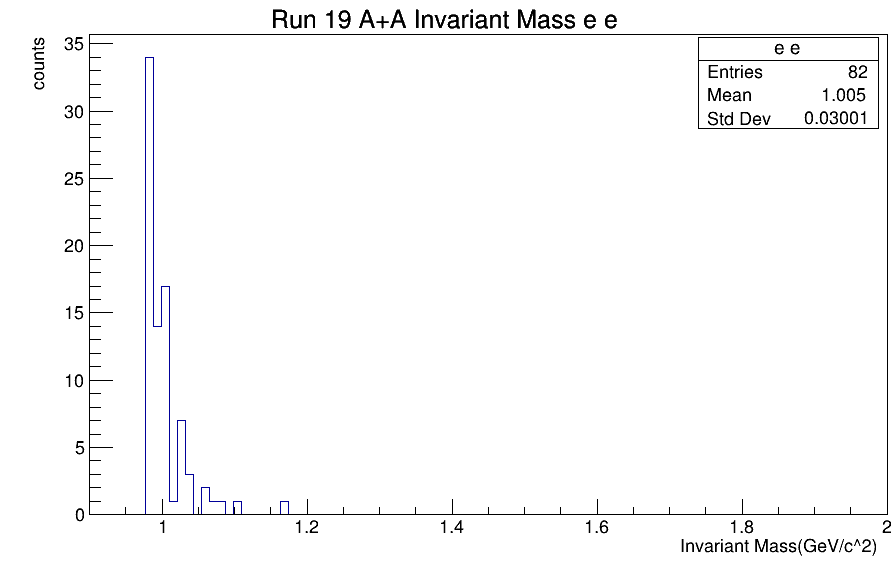 Run 19 A+A Invariant Mass e e
counts
e e
Entries 82
Mean 1.005
Std Dev 0.03001
35
30
25
20
15
10
5
0
0 1 1.2 1.4 1.6 1.8 2
Invariant Mass(GeV/c^2)